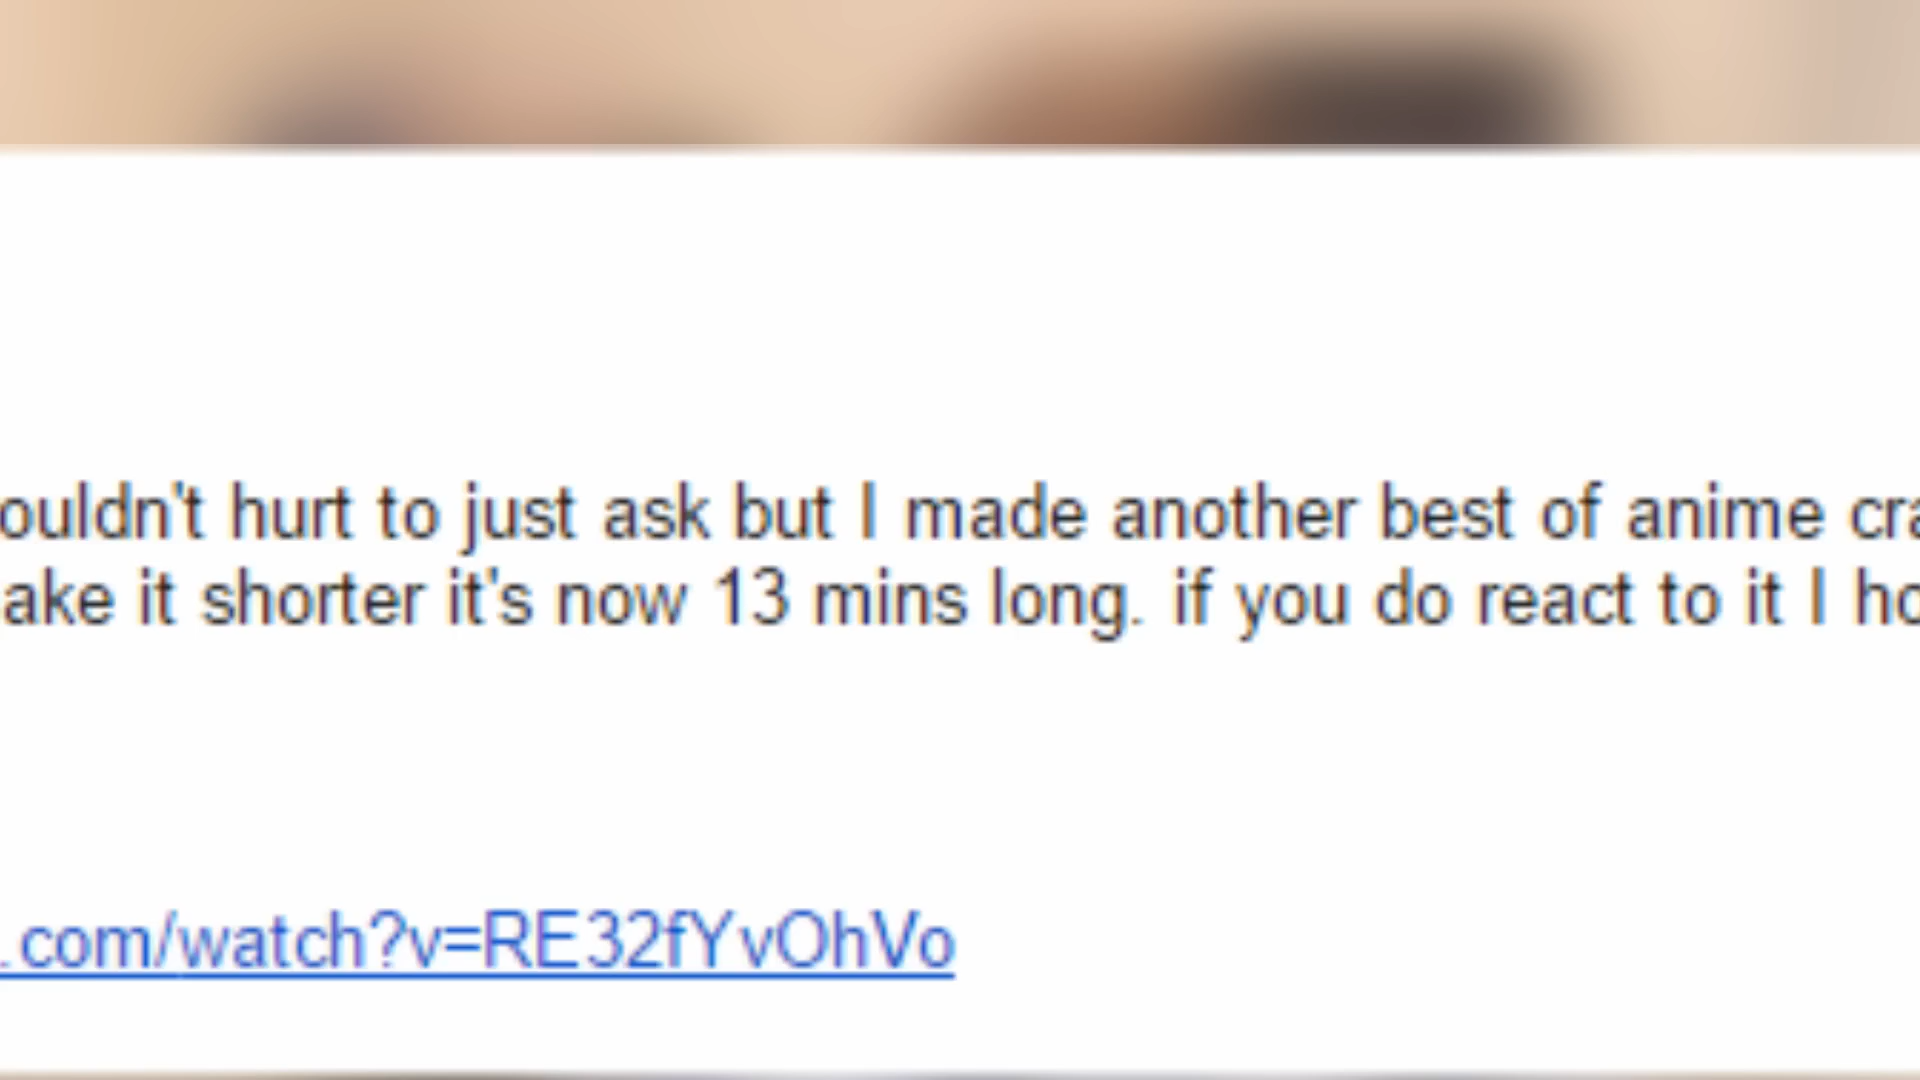 ouldn't hurt to just ask but I made another best of anime cra
ake it shorter it's now 13 mins long. if you do react to it I ho
.com/watch?v=RE32fYvOhVo